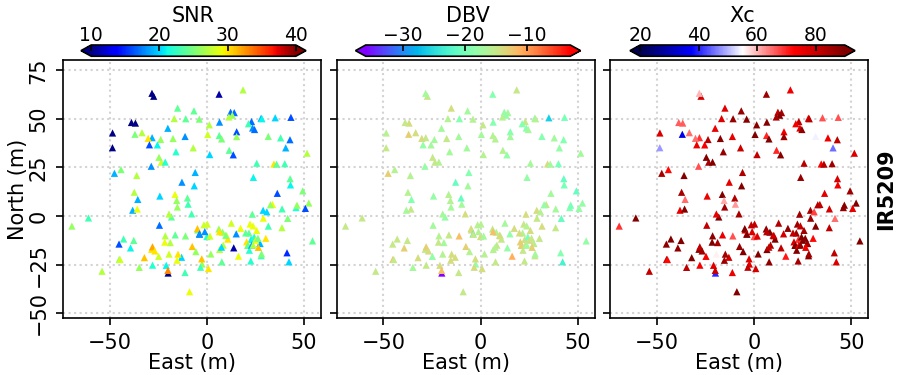 SNR DBV Xc
10 20 30 40 −30 −20 −10 20 40 60 80
75
50
25
0
−25
−50
North (m)
IR5209
−50 0 50 −50 0 50 −50 0 50
East (m) East (m) East (m)